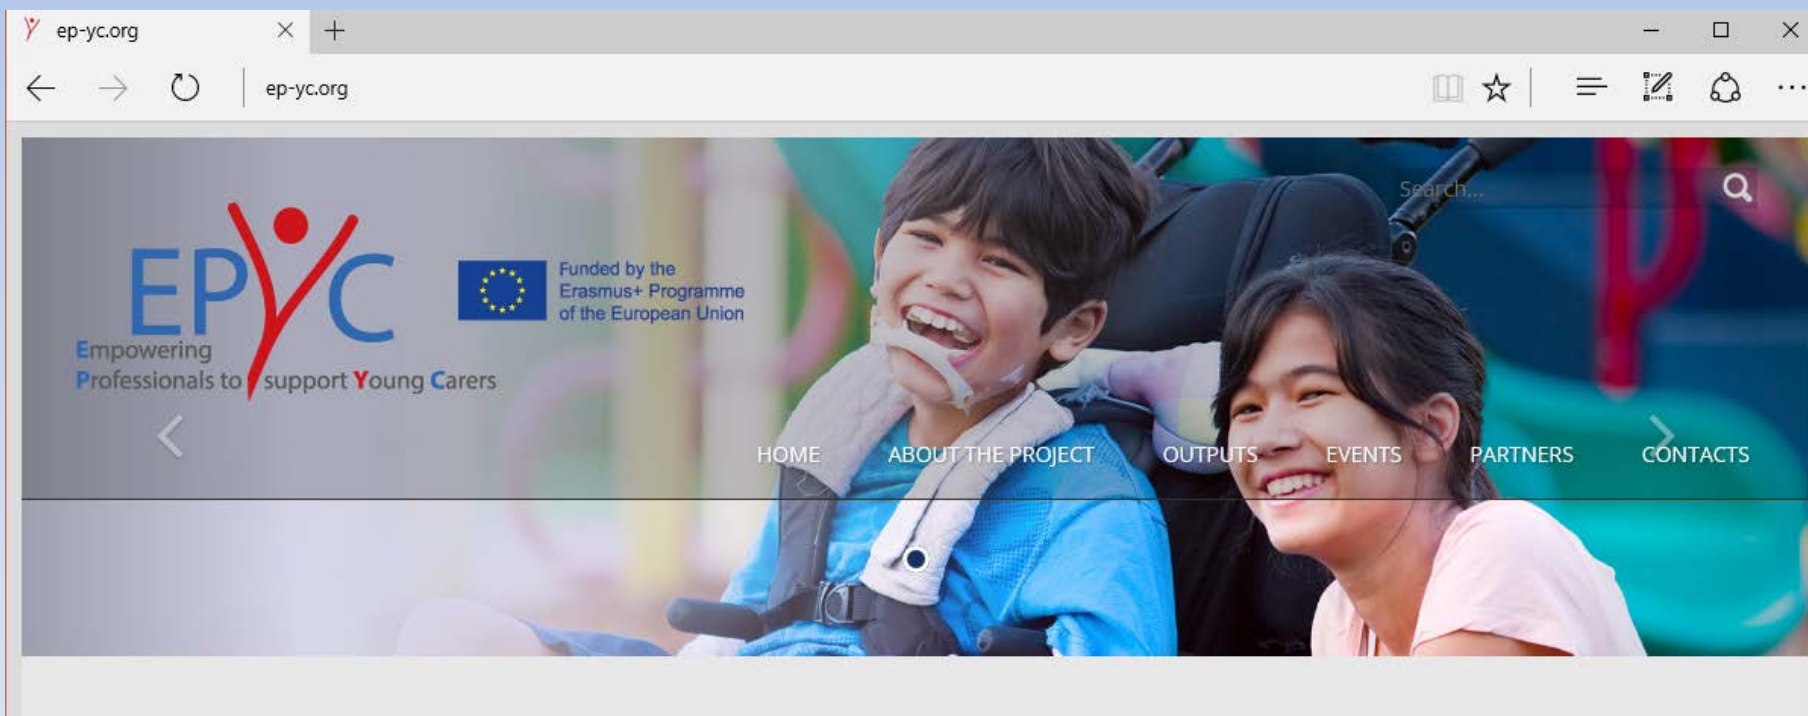 ep-yc.org
ep-yc.org
Search...
EPYC
Funded by the
Erasmus+ Programme
of the European Union
Empowering
Professionals to support Young Carers
HOME ABOUT THE PROJECT OUTPUTS EVENTS PARTNERS CONTACTS